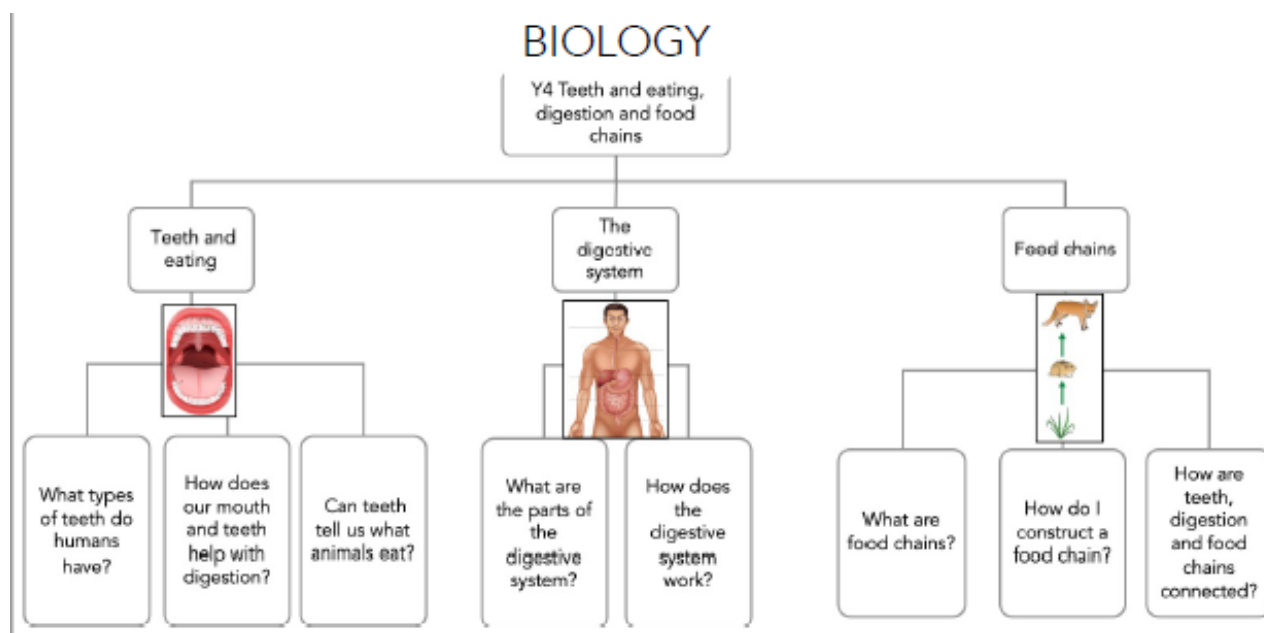 BIOLOGY
Y4 Teeth and eating,
digestion and food
chains
Teeth and
eating
The
digestive
system
Food chains
What types
of teeth do
humans
have?
How does
our mouth
and teeth
help with
digestion?
Can teeth
tell us what
animals eat?
What are
the parts of
the
digestive
system?
How does
the
digestive
system
work?
What are
food chains?
How do I
construct a
food chain?
How are
teeth,
digestion
and food
chains
connected?